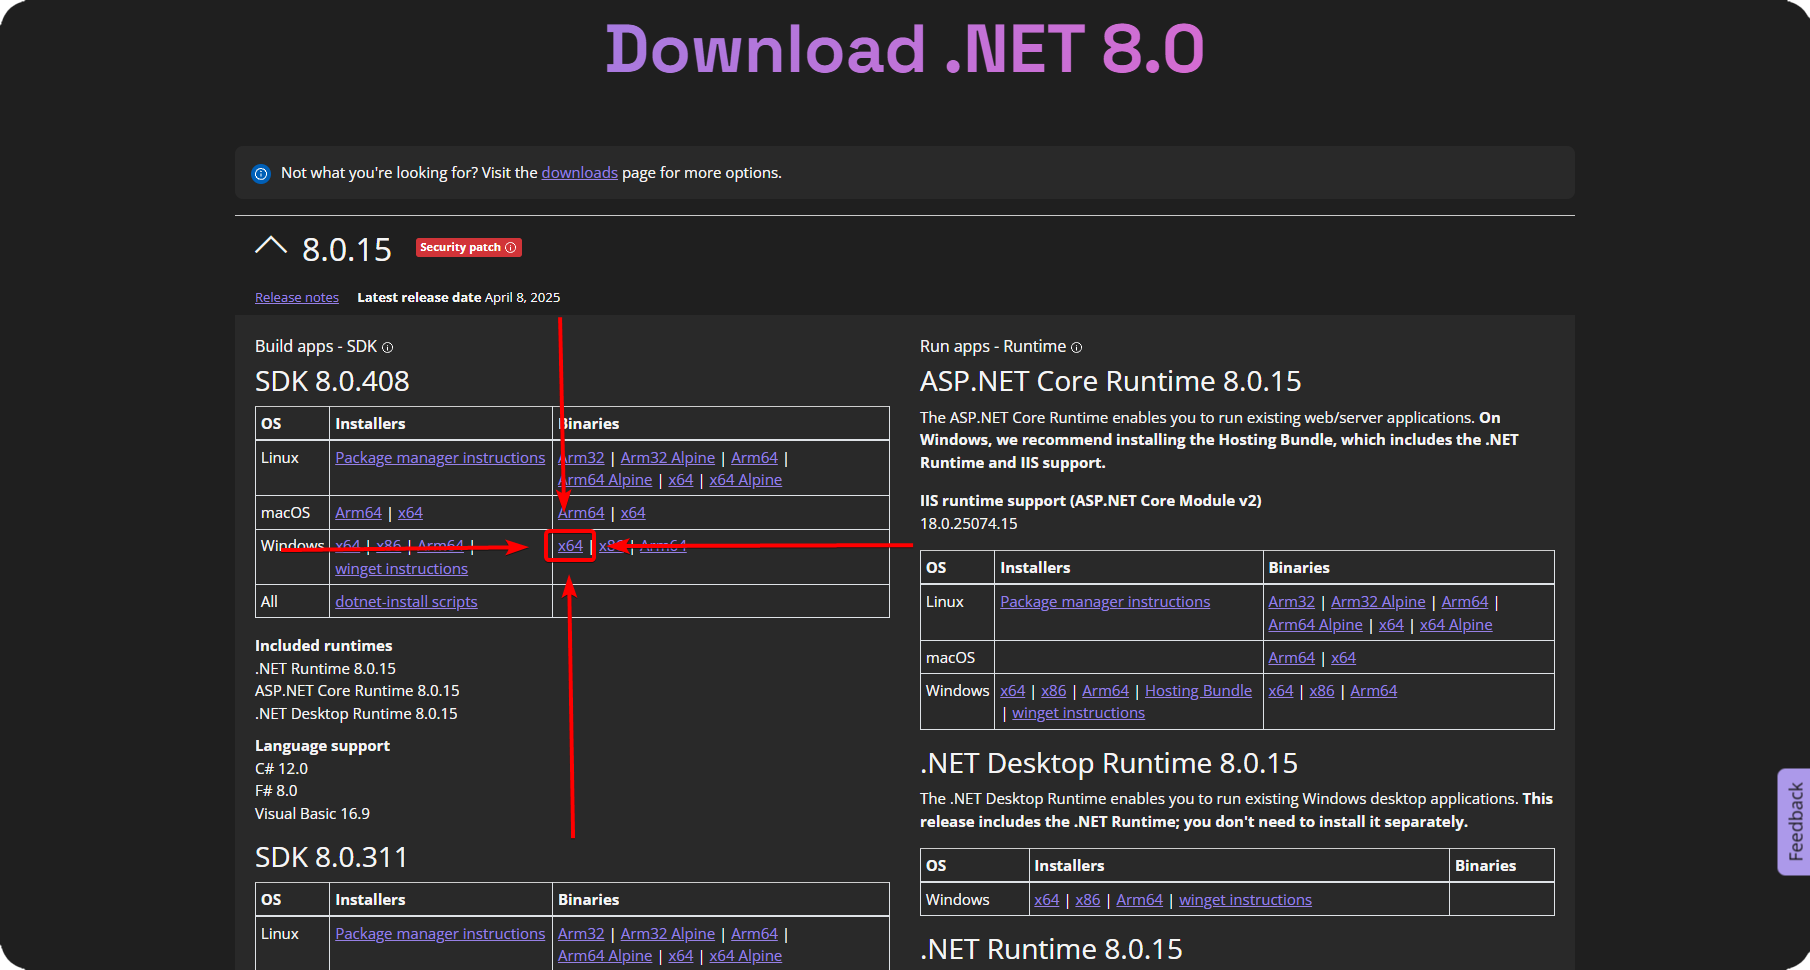 Download .NET 8.0
Not what you're looking for? Visit the downloads page for more options.
8.0.15 Security patch
Release notes Latest release date April 8, 2025
Build apps - SDK
SDK 8.0.408
OS Installers Binaries
Linux Package manager instructions Arm32 | Arm32 Alpine | Arm64 |
Arm64 Alpine | x64 | x64 Alpine
macOS Arm64 | x64 Arm64 | x64
Windows x64 | x86 | Arm64 | x64 | x86 | Arm64
winget instructions
All dotnet-install scripts
Included runtimes
.NET Runtime 8.0.15
ASP.NET Core Runtime 8.0.15
.NET Desktop Runtime 8.0.15
Language support
C# 12.0
F# 8.0
Visual Basic 16.9
SDK 8.0.311
OS Installers Binaries
Linux Package manager instructions Arm32 | Arm32 Alpine | Arm64 |
Arm64 Alpine | x64 | x64 Alpine
Run apps - Runtime
ASP.NET Core Runtime 8.0.15
The ASP.NET Core Runtime enables you to run existing web/server applications. On
Windows, we recommend installing the Hosting Bundle, which includes the .NET
Runtime and IIS support.
IIS runtime support (ASP.NET Core Module v2)
18.0.25074.15
OS Installers Binaries
Linux Package manager instructions Arm32 | Arm32 Alpine | Arm64 |
Arm64 Alpine | x64 | x64 Alpine
macOS Arm64 | x64
Windows x64 | x86 | Arm64 | Hosting Bundle x64 | x86 | Arm64
| winget instructions
.NET Desktop Runtime 8.0.15
The .NET Desktop Runtime enables you to run existing Windows desktop applications. This
release includes the .NET Runtime; you don't need to install it separately.
OS Installers Binaries
Windows x64 | x86 | Arm64 | winget instructions
.NET Runtime 8.0.15
Feedback